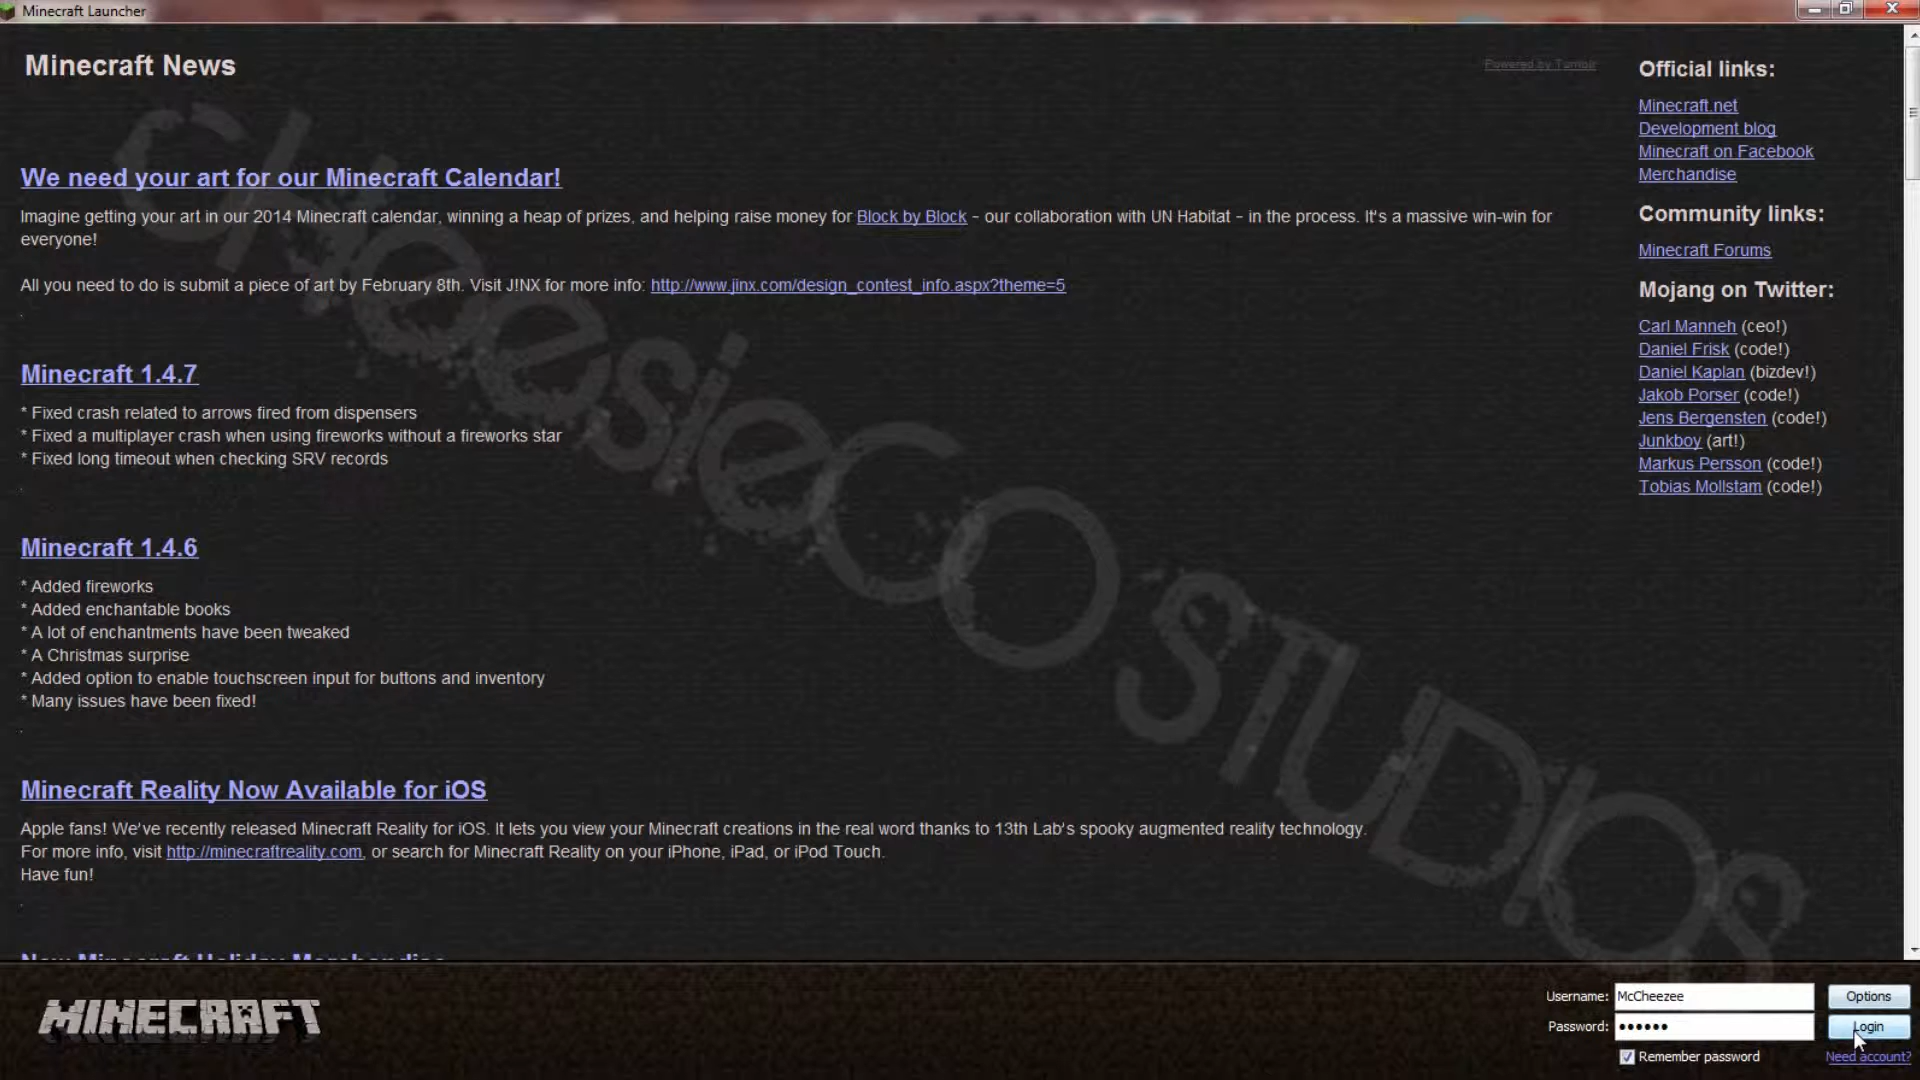 Minecraft Launcher
Minecraft News
Powered by Tumblr
We need your art for our Minecraft Calendar!
Imagine getting your art in our 2014 Minecraft calendar, winning a heap of prizes, and helping raise money for Block by Block - our collaboration with UN Habitat - in the process. It's a massive win-win for
everyone!
All you need to do is submit a piece of art by February 8th. Visit J!NX for more info: http://www.jinx.com/design_contest_info.aspx?theme=5
Minecraft 1.4.7
* Fixed crash related to arrows fired from dispensers
* Fixed a multiplayer crash when using fireworks without a fireworks star
* Fixed long timeout when checking SRV records
Minecraft 1.4.6
* Added fireworks
* Added enchantable books
* A lot of enchantments have been tweaked
* A Christmas surprise
* Added option to enable touchscreen input for buttons and inventory
* Many issues have been fixed!
Minecraft Reality Now Available for iOS
Apple fans! We've recently released Minecraft Reality for iOS. It lets you view your Minecraft creations in the real word thanks to 13th Lab's spooky augmented reality technology.
For more info, visit http://minecraftreality.com, or search for Minecraft Reality on your iPhone, iPad, or iPod Touch.
Have fun!
New Minecraft Holiday Merchandise
Official links:
Minecraft.net
Development blog
Minecraft on Facebook
Merchandise
Community links:
Minecraft Forums
Mojang on Twitter:
Carl Manneh (ceo!)
Daniel Frisk (code!)
Daniel Kaplan (bizdev!)
Jakob Porser (code!)
Jens Bergensten (code!)
Junkboy (art!)
Markus Persson (code!)
Tobias Mollstam (code!)
CheesieCO STUDIOS
MINECRAFT
Username: McCheezee
Options
Password: ••••••
Login
Remember password
Need account?